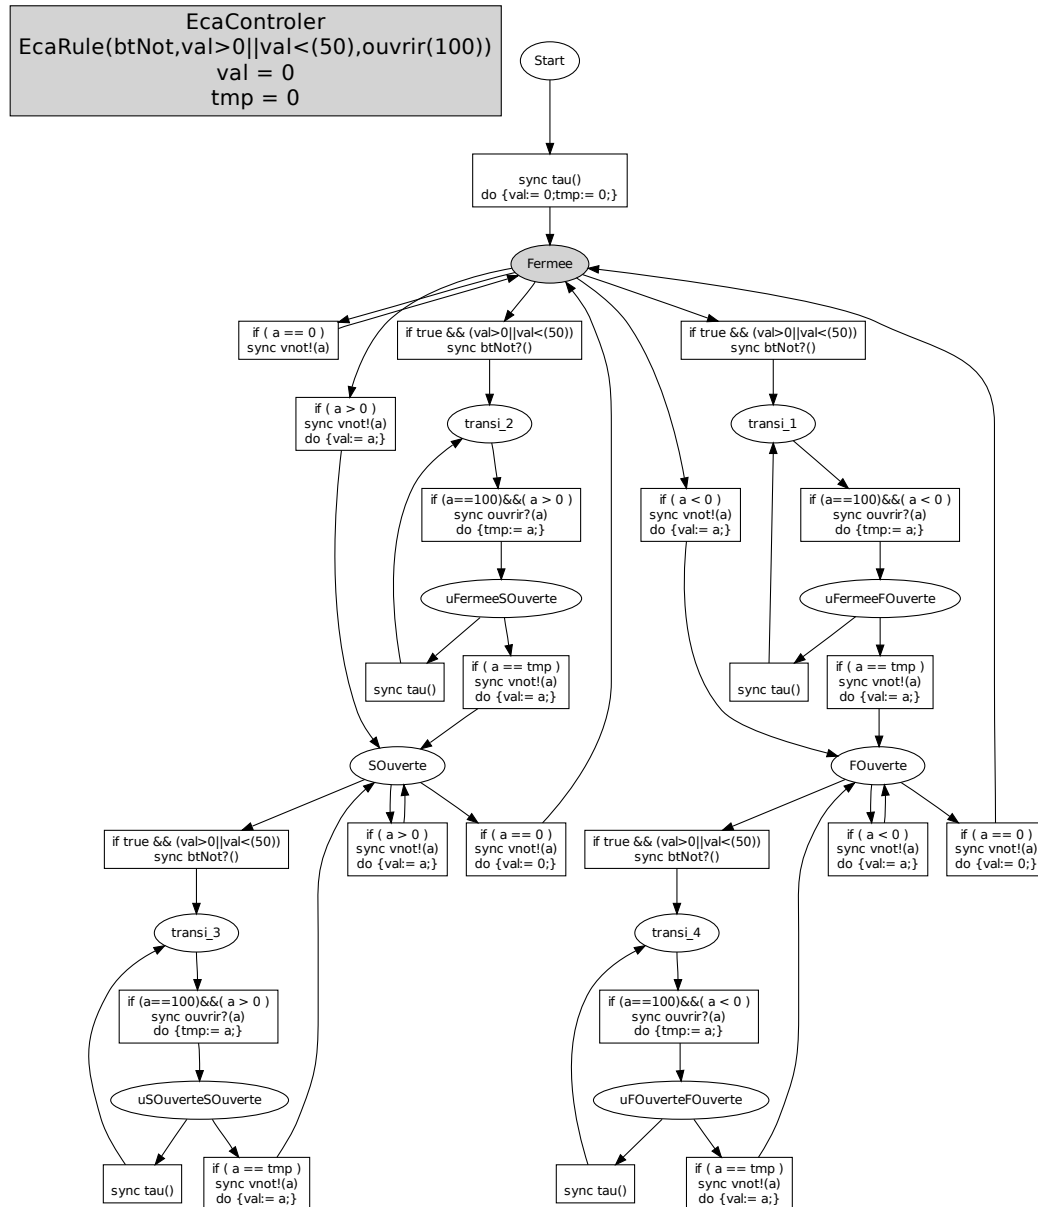 EcaControler
EcaRule(btNot,val>0||val<(50),ouvrir(100))
val = 0
tmp = 0
Start
sync tau()
do {val:= 0;tmp:= 0;}
Fermee
if ( a == 0 )
sync vnot!(a)
if true && (val>0||val<(50))
sync btNot?()
if true && (val>0||val<(50))
sync btNot?()
if ( a > 0 )
sync vnot!(a)
do {val:= a;}
transi_2
transi_1
if (a==100)&&( a > 0 )
sync ouvrir?(a)
do {tmp:= a;}
if ( a < 0 )
sync vnot!(a)
do {val:= a;}
if (a==100)&&( a < 0 )
sync ouvrir?(a)
do {tmp:= a;}
uFermeeSOuverte
uFermeeFOuverte
sync tau()
if ( a == tmp )
sync vnot!(a)
do {val:= a;}
sync tau()
if ( a == tmp )
sync vnot!(a)
do {val:= a;}
SOuverte
FOuverte
if true && (val>0||val<(50))
sync btNot?()
if ( a > 0 )
sync vnot!(a)
do {val:= a;}
if ( a == 0 )
sync vnot!(a)
do {val:= 0;}
if true && (val>0||val<(50))
sync btNot?()
if ( a < 0 )
sync vnot!(a)
do {val:= a;}
if ( a == 0 )
sync vnot!(a)
do {val:= 0;}
transi_3
transi_4
if (a==100)&&( a > 0 )
sync ouvrir?(a)
do {tmp:= a;}
if (a==100)&&( a < 0 )
sync ouvrir?(a)
do {tmp:= a;}
uSOuverteSOuverte
uFOuverteFOuverte
sync tau()
if ( a == tmp )
sync vnot!(a)
do {val:= a;}
sync tau()
if ( a == tmp )
sync vnot!(a)
do {val:= a;}